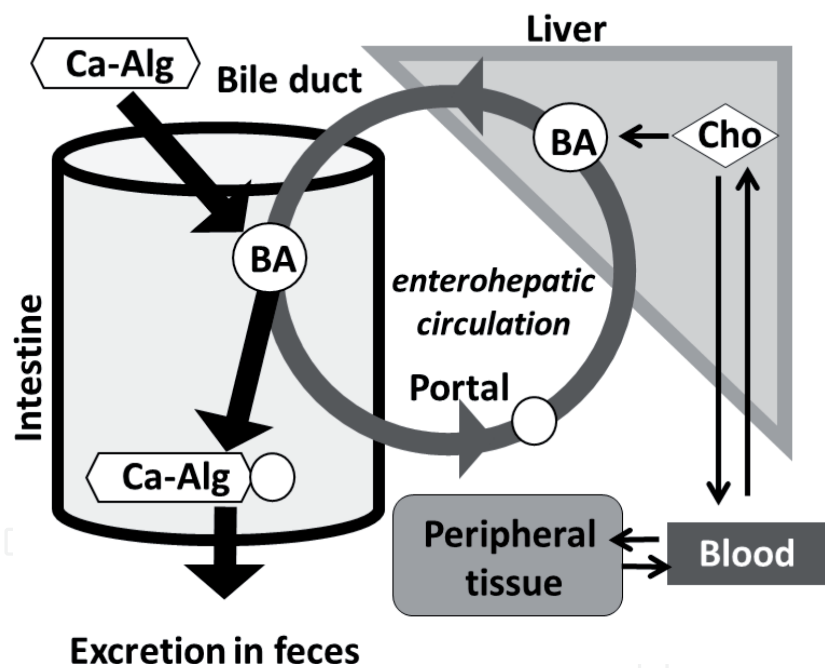 Liver
Ca-Alg
Bile duct
BA
Cho
BA
enterohepatic
circulation
Intestine
Portal
Ca-Alg
Peripheral
tissue
Blood
Excretion in feces